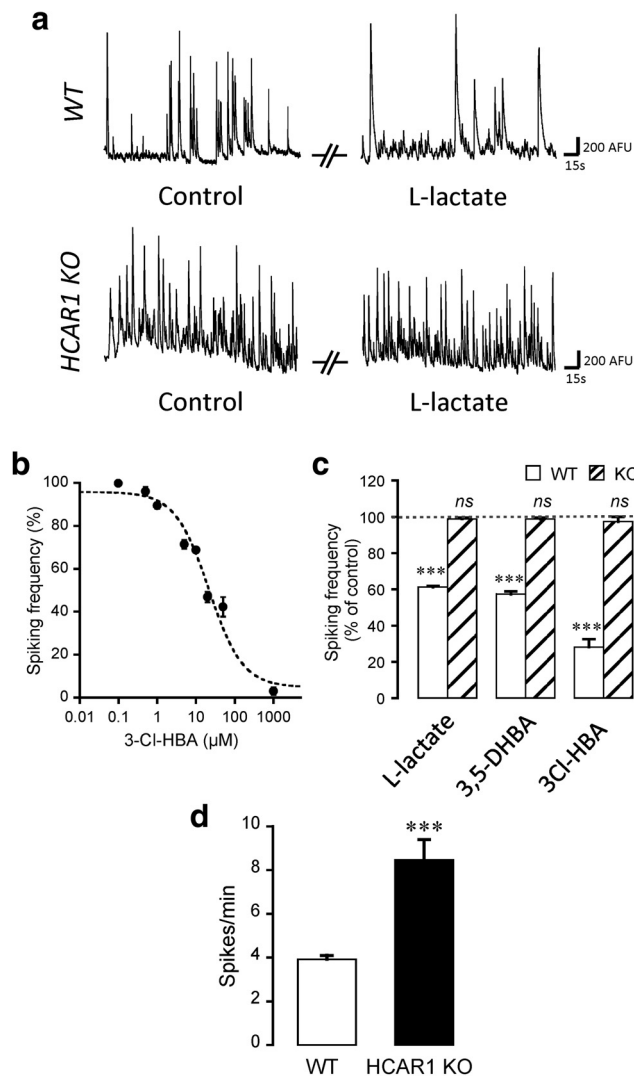 a
WT
200 AFU
15s
Control
L-lactate
HCAR1 KO
200 AFU
15s
Control
L-lactate
b
Spiking frequency (%)
100
80
60
40
20
0
0.01 0.1 1 10 100 1000
3-Cl-HBA (µM)
c
WT KO
Spiking frequency
(% of control)
120
100
80
60
40
20
0
ns ns ns
*** *** ***
L-lactate
3,5-DHBA
3Cl-HBA
d
Spikes/min
10
8
6
4
2
0
***
WT HCAR1 KO